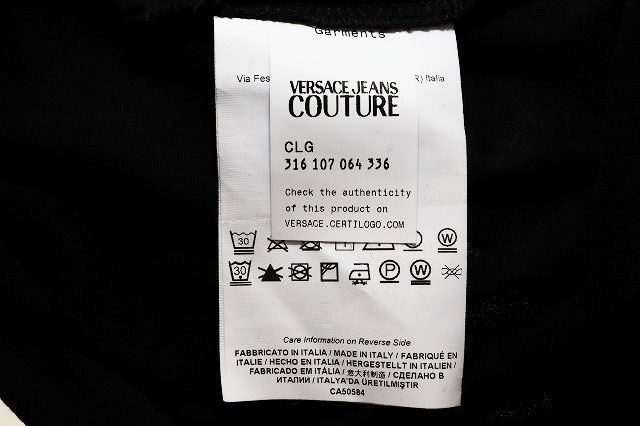 Garments
Via Fes R) Italia
VERSACE JEANS
COUTURE
CLG
316 107 064 336
Check the authenticity
of this product on
VERSACE.CERTILOGO.COM
30 W
30 P W
Care Information on Reverse Side
FABBRICATO IN ITALIA / MADE IN ITALY / FABRIQUÉ EN
ITALIE / HECHO EN ITALIA / HERGESTELLT IN ITALIEN /
FABRICADO EM ITÁLIA / 意大利制造 / СДЕЛАНО В
ИТАЛИИ / ITALYA'DA ÜRETILMIŞTIR
CA50584